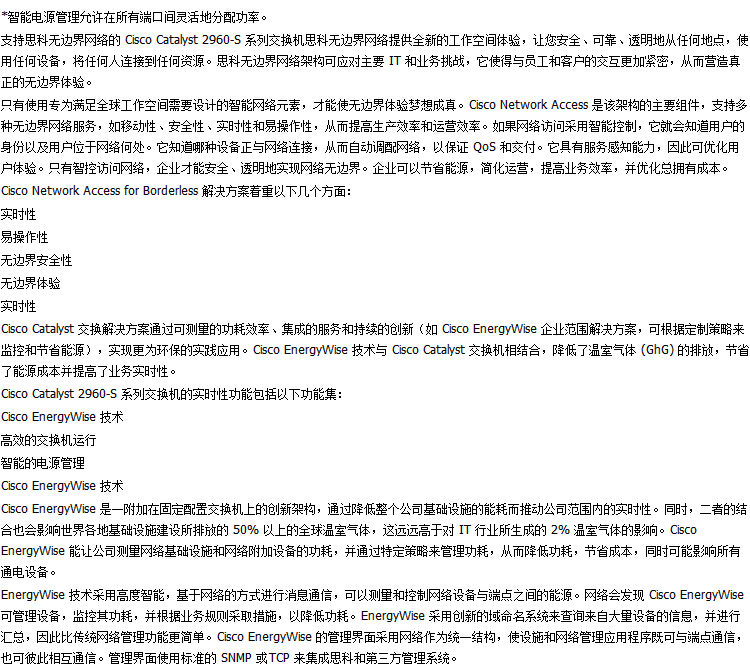 *智能电源管理允许在所有端口间灵活地分配功率。
支持思科无边界网络的 Cisco Catalyst 2960-S 系列交换机思科无边界网络提供全新的工作空间体验，让您安全、可靠、透明地从任何地点，使
用任何设备，将任何人连接到任何资源。思科无边界网络架构可应对主要 IT 和业务挑战，它使得与员工和客户的交互更加紧密，从而营造真
正的无边界体验。
只有使用专为满足全球工作空间需要设计的智能网络元素，才能使无边界体验梦想成真。Cisco Network Access 是该架构的主要组件，支持多
种无边界网络服务，如移动性、安全性、实时性和易操作性，从而提高生产效率和运营效率。如果网络访问采用智能控制，它就会知道用户的
身份以及用户位于网络何处。它知道哪种设备正与网络连接，从而自动调配网络，以保证 QoS 和交付。它具有服务感知能力，因此可优化用
户体验。只有智控访问网络，企业才能安全、透明地实现网络无边界。企业可以节省能源，简化运营，提高业务效率，并优化总拥有成本。
Cisco Network Access for Borderless 解决方案着重以下几个方面：
实时性
易操作性
无边界安全性
无边界体验
实时性
Cisco Catalyst 交换解决方案通过可测量的功耗效率、集成的服务和持续的创新（如 Cisco EnergyWise 企业范围解决方案，可根据定制策略来
监控和节省能源），实现更为环保的实践应用。Cisco EnergyWise 技术与 Cisco Catalyst 交换机相结合，降低了温室气体 (GhG) 的排放，节省
了能源成本并提高了业务实时性。
Cisco Catalyst 2960-S 系列交换机的实时性功能包括以下功能集：
Cisco EnergyWise 技术
高效的交换机运行
智能的电源管理
Cisco EnergyWise 技术
Cisco EnergyWise 是一附加在固定配置交换机上的创新架构，通过降低整个公司基础设施的能耗而推动公司范围内的实时性。同时，二者的结
合也会影响世界各地基础设施建设所排放的 50% 以上的全球温室气体，这远远高于对 IT 行业所生成的 2% 温室气体的影响。Cisco
EnergyWise 能让公司测量网络基础设施和网络附加设备的功耗，并通过特定策略来管理功耗，从而降低功耗，节省成本，同时可能影响所有
通电设备。
EnergyWise 技术采用高度智能，基于网络的方式进行消息通信，可以测量和控制网络设备与端点之间的能源。网络会发现 Cisco EnergyWise
可管理设备，监控其功耗，并根据业务规则采取措施，以降低功耗。EnergyWise 采用创新的域命名系统来查询来自大量设备的信息，并进行
汇总，因此比传统网络管理功能更简单。Cisco EnergyWise 的管理界面采用网络作为统一结构，使设施和网络管理应用程序既可与端点通信，
也可彼此相互通信。管理界面使用标准的 SNMP 或TCP 来集成思科和第三方管理系统。